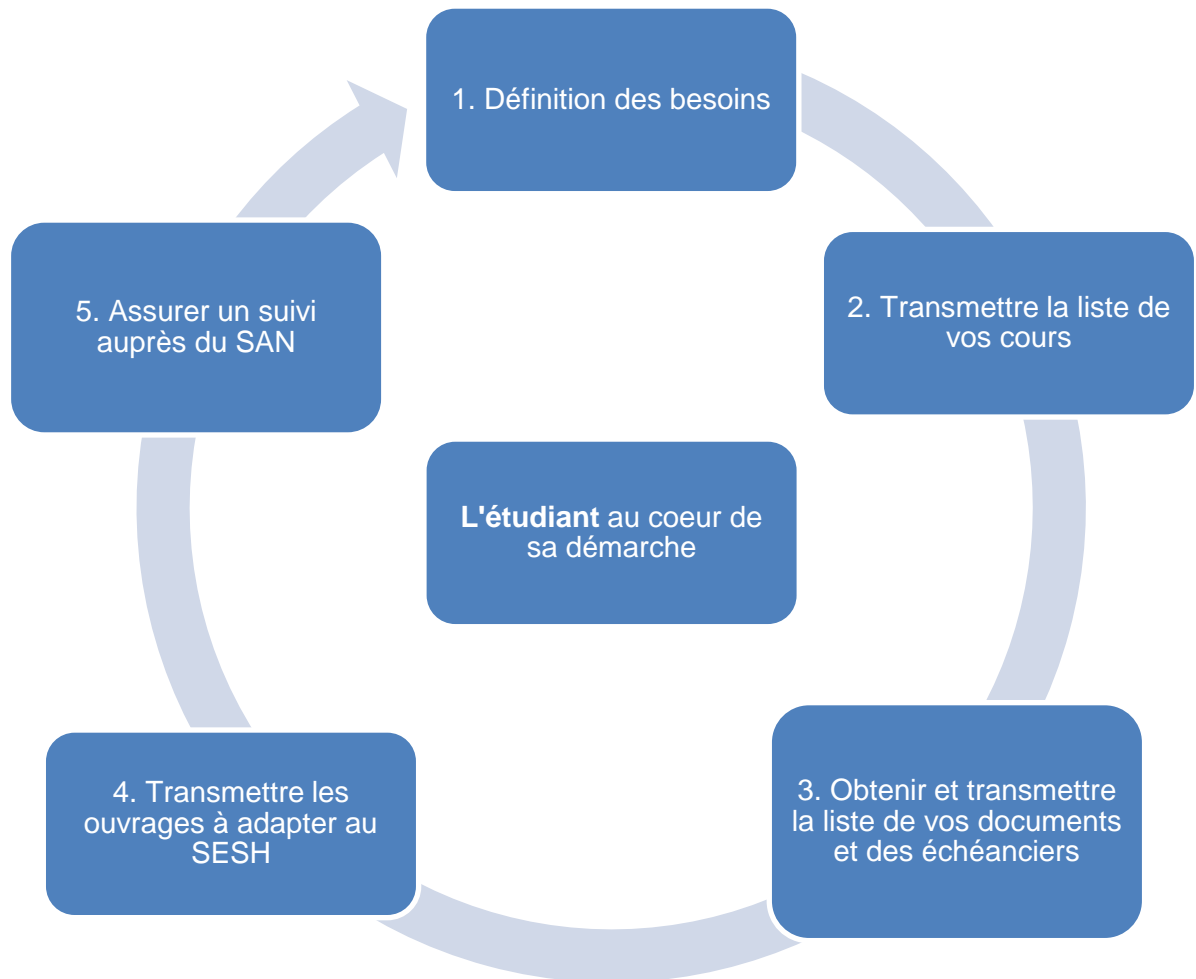 1. Définition des besoins
2. Transmettre la liste de
vos cours
3. Obtenir et transmettre
la liste de vos documents
et des échéanciers
4. Transmettre les
ouvrages à adapter au
SESH
5. Assurer un suivi
auprès du SAN
L'étudiant au coeur de
sa démarche